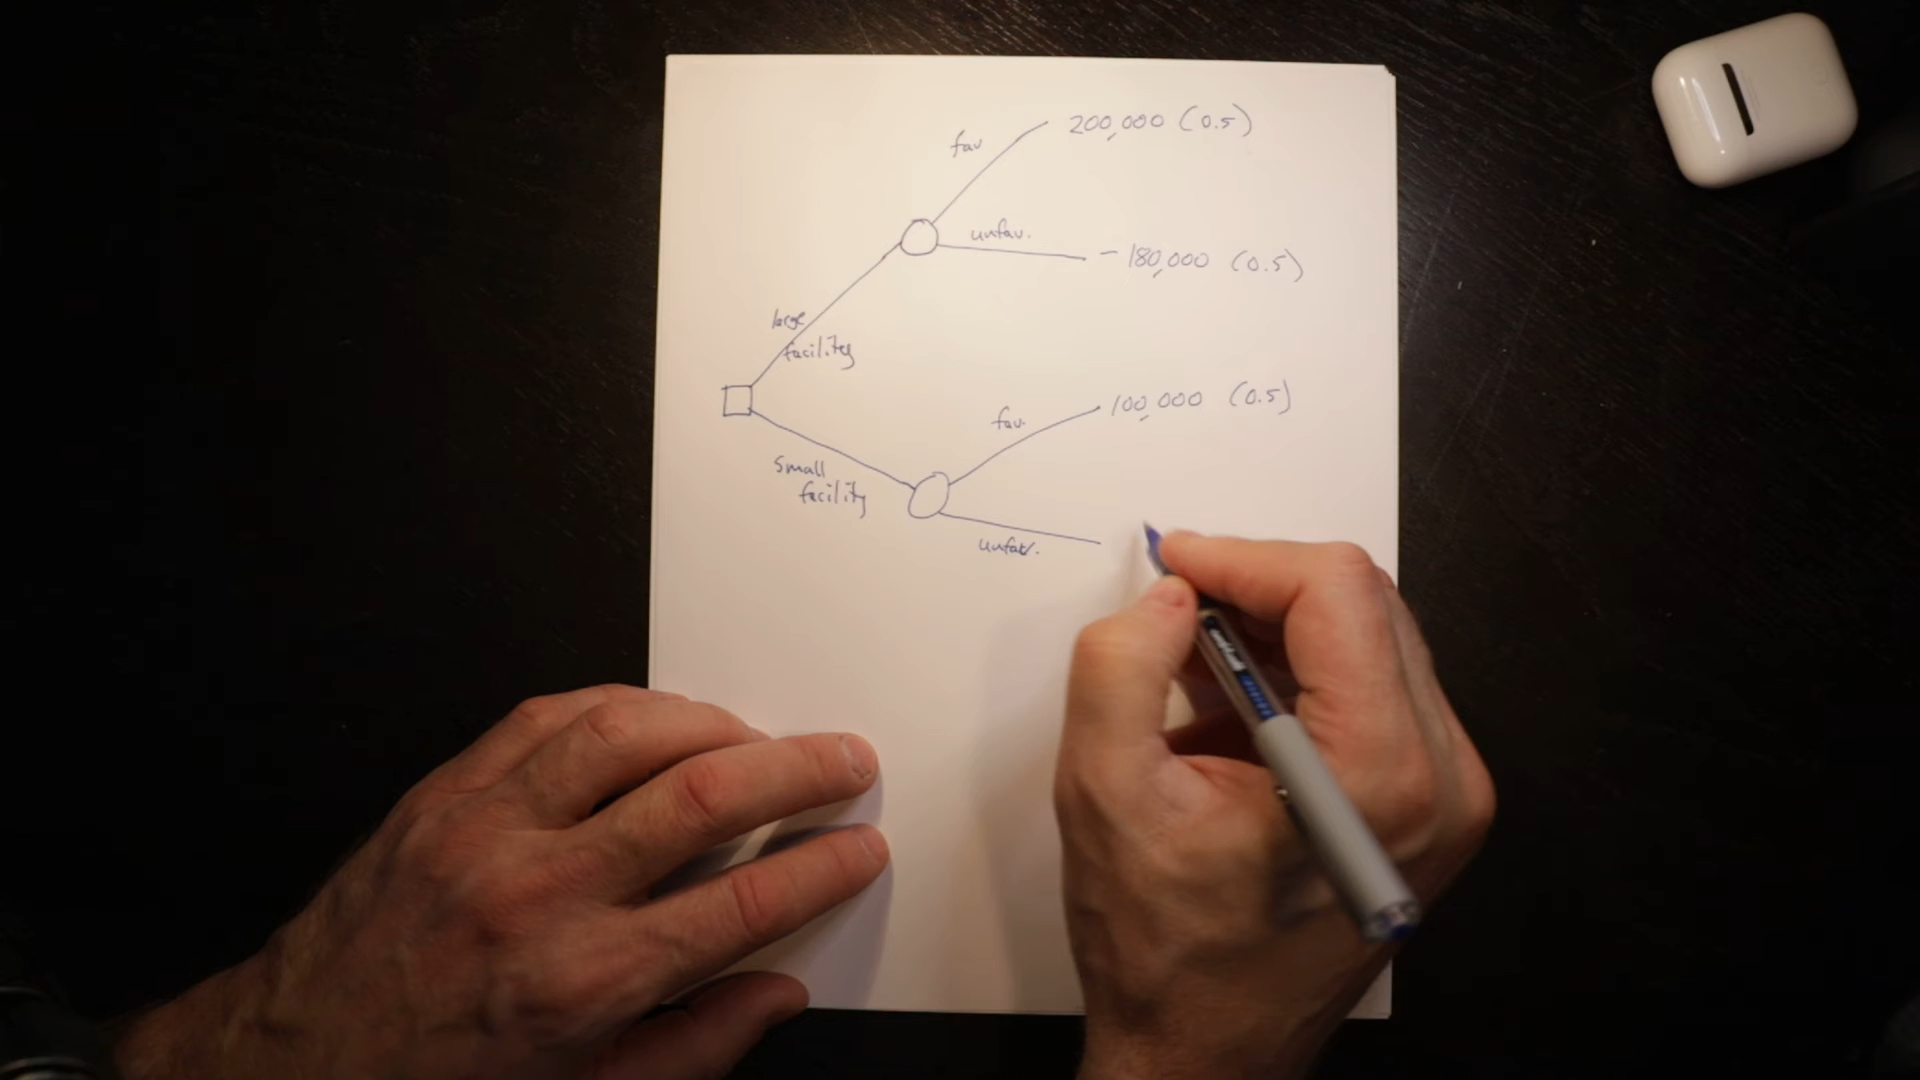 fav 200,000 (0.5)
unfav. - 180,000 (0.5)
large
facility
fav. 100,000 (0.5)
small
facility
unfav.